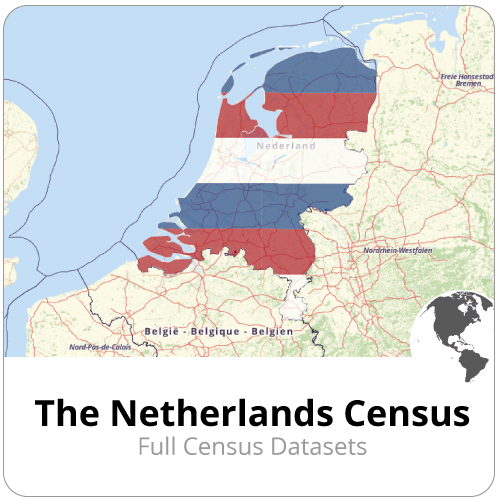 Freie Hansestadt
Bremen
Nederland
Nordrhein-Westfalen
België - Belgique - Belgien
Nord-Pas-de-Calais
The Netherlands Census
Full Census Datasets